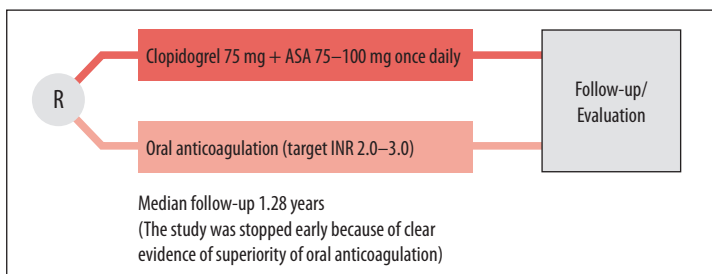 Clopidogrel 75 mg + ASA 75–100 mg once daily
R
Follow-up/
Evaluation
Oral anticoagulation (target INR 2.0–3.0)
Median follow-up 1.28 years
(The study was stopped early because of clear
evidence of superiority of oral anticoagulation)